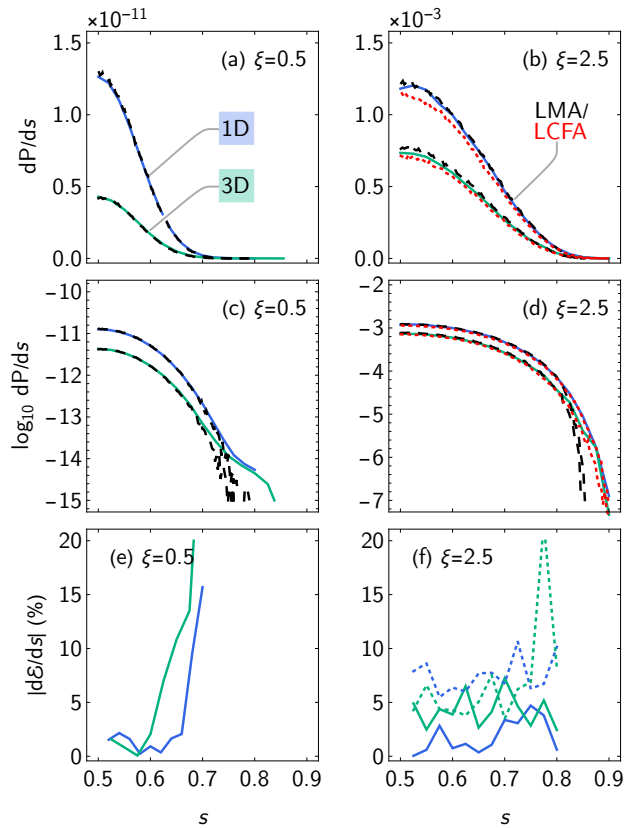 ×10⁻¹¹
×10⁻³
1.5
1.0
0.5
0.0
dP/ds
(a) ξ=0.5
1D
3D
1.5
1.0
0.5
0.0
(b) ξ=2.5
LMA/
LCFA
-10
-11
-12
-13
-14
-15
log₁₀ dP/ds
(c) ξ=0.5
-2
-3
-4
-5
-6
-7
(d) ξ=2.5
20
15
10
5
0
|dℰ/ds| (%)
(e) ξ=0.5
0.5 0.6 0.7 0.8 0.9
s
20
15
10
5
0
(f) ξ=2.5
0.5 0.6 0.7 0.8 0.9
s